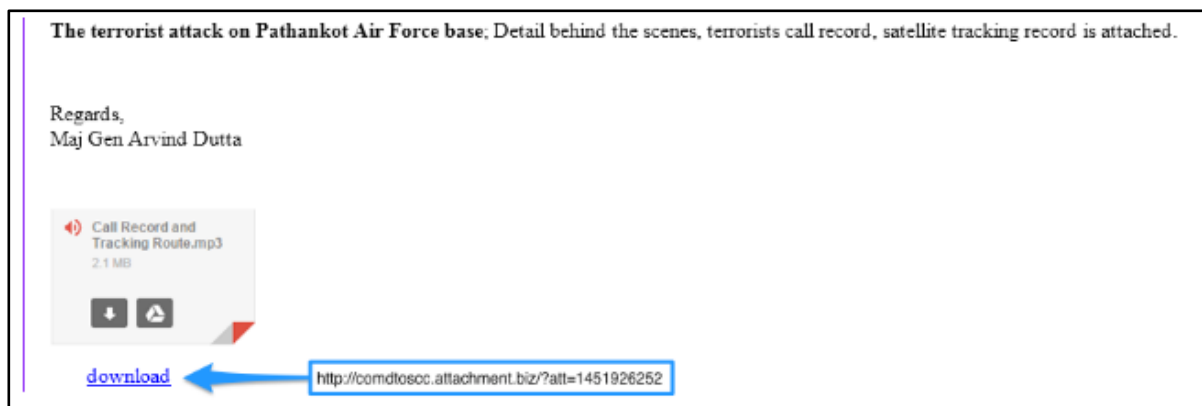 The terrorist attack on Pathankot Air Force base; Detail behind the scenes, terrorists call record, satellite tracking record is attached.
Regards,
Maj Gen Arvind Dutta
Call Record and
Tracking Route.mp3
2.1 MB
download
http://comdtoscc.attachment.biz/?att=1451926252